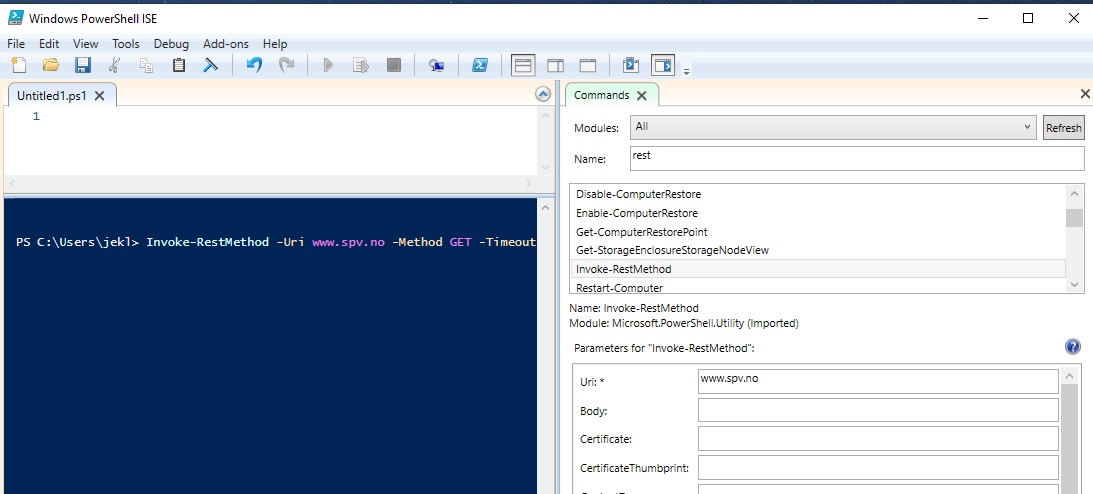 Windows PowerShell ISE
File Edit View Tools Debug Add-ons Help
Untitled1.ps1
1
PS C:\Users\jekl> Invoke-RestMethod -Uri www.spv.no -Method GET -Timeout
Commands
Modules: All Refresh
Name: rest
Disable-ComputerRestore
Enable-ComputerRestore
Get-ComputerRestorePoint
Get-StorageEnclosureStorageNodeView
Invoke-RestMethod
Restart-Computer
Name: Invoke-RestMethod
Module: Microsoft.PowerShell.Utility (Imported)
Parameters for "Invoke-RestMethod":
Uri: * www.spv.no
Body:
Certificate:
CertificateThumbprint: